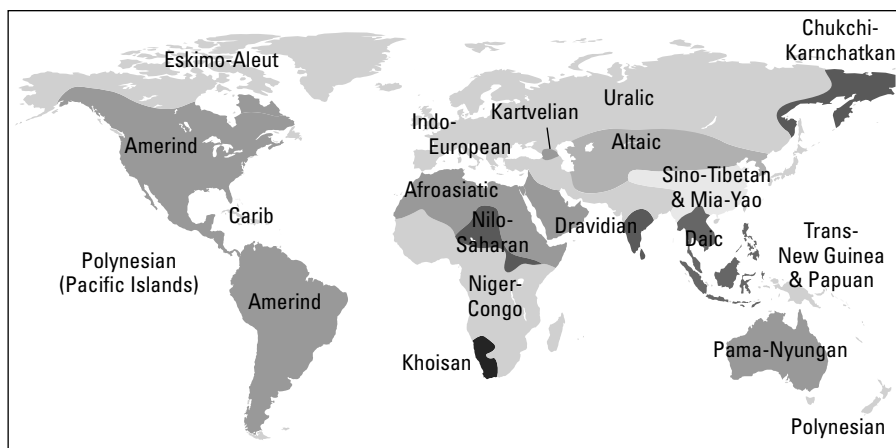 Chukchi-
Karnchatkan
Eskimo-Aleut
Uralic
Kartvelian
Indo-
European
Altaic
Amerind
Sino-Tibetan
& Mia-Yao
Afroasiatic
Carib
Nilo-
Saharan
Dravidian
Daic
Trans-
New Guinea
& Papuan
Polynesian
(Pacific Islands)
Amerind
Niger-
Congo
Khoisan
Pama-Nyungan
Polynesian